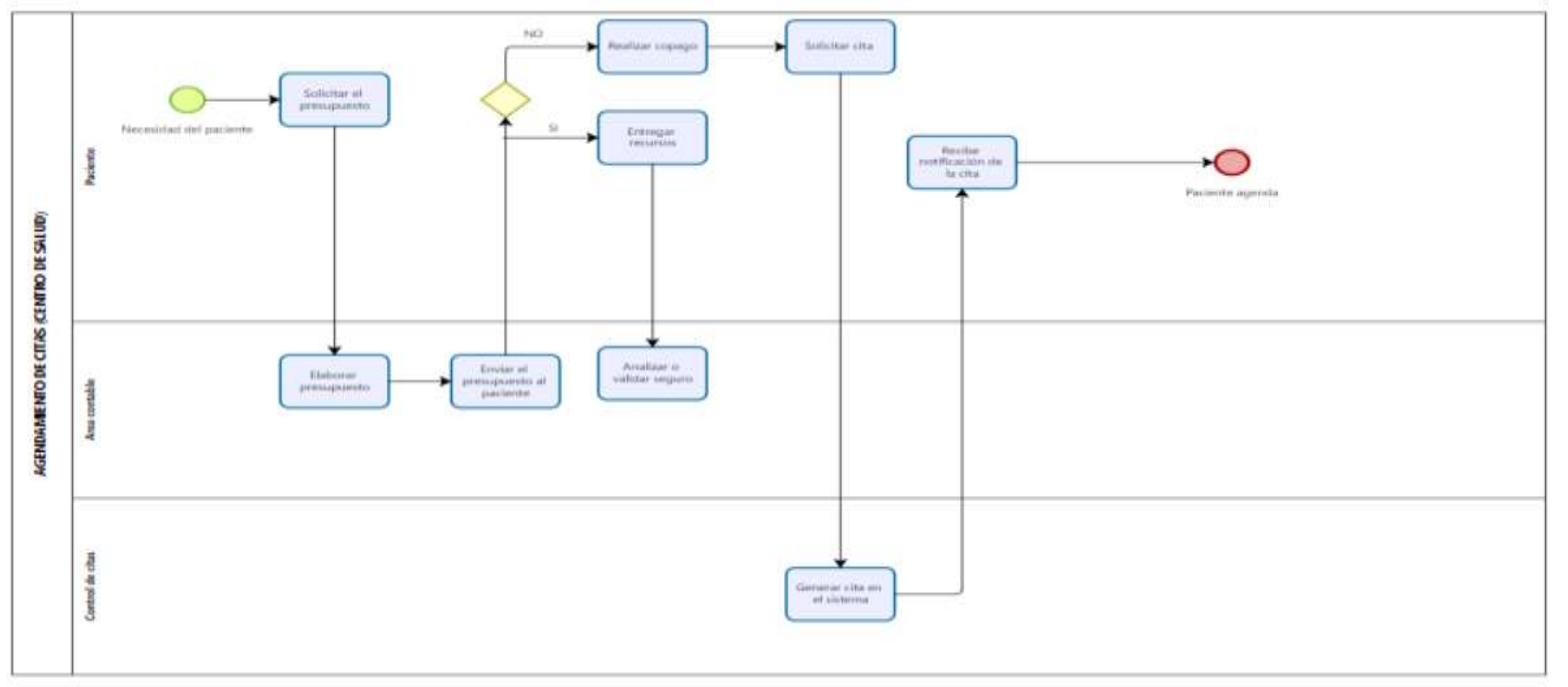 AGENDAMIENTO DE CITAS (CENTRO DE SALUD)
Paciente
Necesidad del paciente
Solicitar el
presupuesto
NO
Realizar copago
Solicitar cita
SI
Entregar
recursos
Recibe
notificación de
la cita
Paciente agenda
Area contable
Elaborar
presupuesto
Enviar el
presupuesto al
paciente
Analizar o
validar seguro
Control de citas
Generar cita en
el sistema